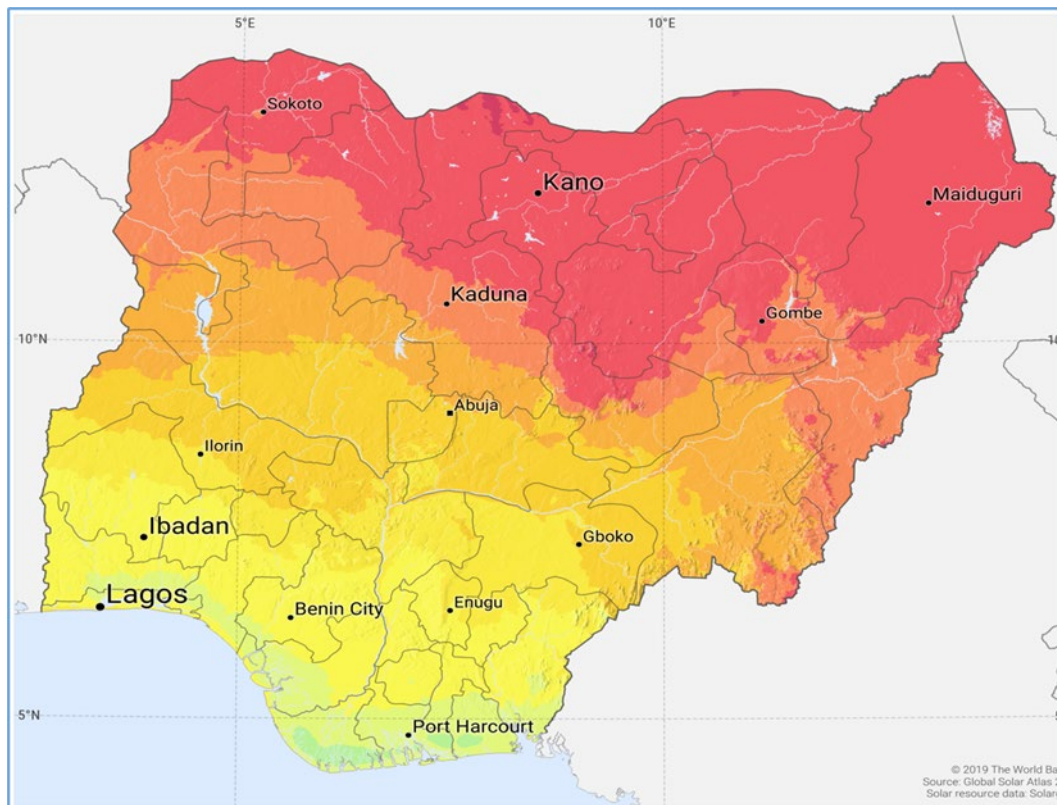 5°E 10°E
Sokoto
Kano
Maiduguri
Kaduna
Gombe
10°N
Abuja
Ilorin
Ibadan
Gboko
Lagos
Benin City
Enugu
5°N
Port Harcourt
© 2019 The World Ba
Source: Global Solar Atlas
Solar resource data: Solar